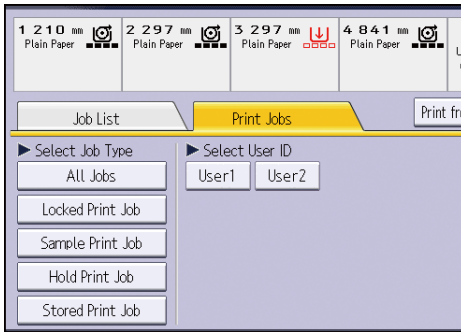 1 210 mm 2 297 mm 3 297 mm 4 841 mm
Plain Paper Plain Paper Plain Paper Plain Paper
Job List Print Jobs Print
Select Job Type Select User ID
All Jobs User1 User2
Locked Print Job
Sample Print Job
Hold Print Job
Stored Print Job